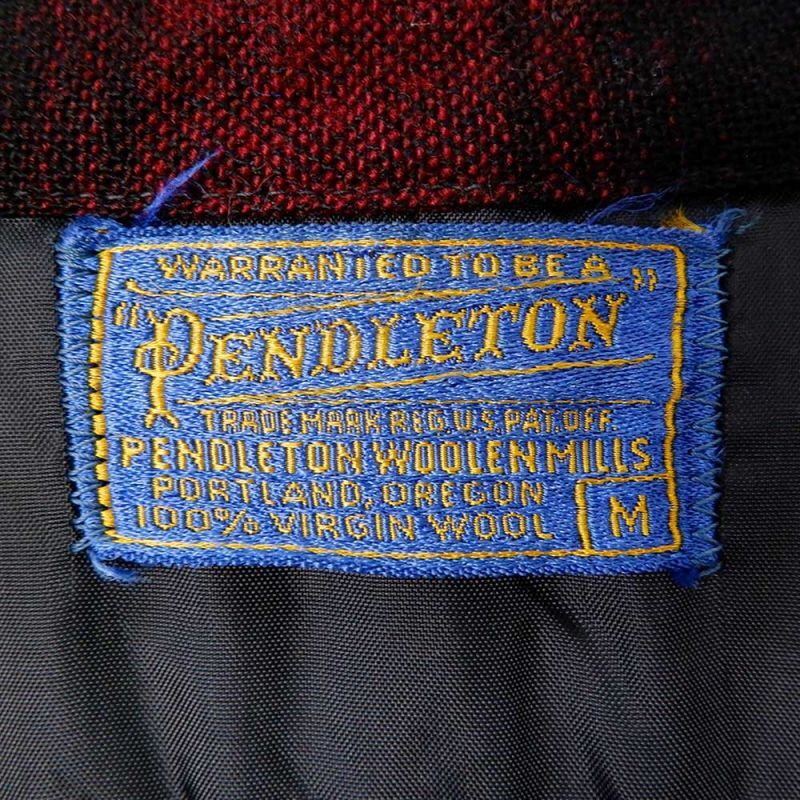 WARRANTED TO BE A
"PENDLETON"
TRADE MARK REG. U.S. PAT. OFF.
PENDLETON WOOLEN MILLS
PORTLAND, OREGON
100% VIRGIN WOOL
M